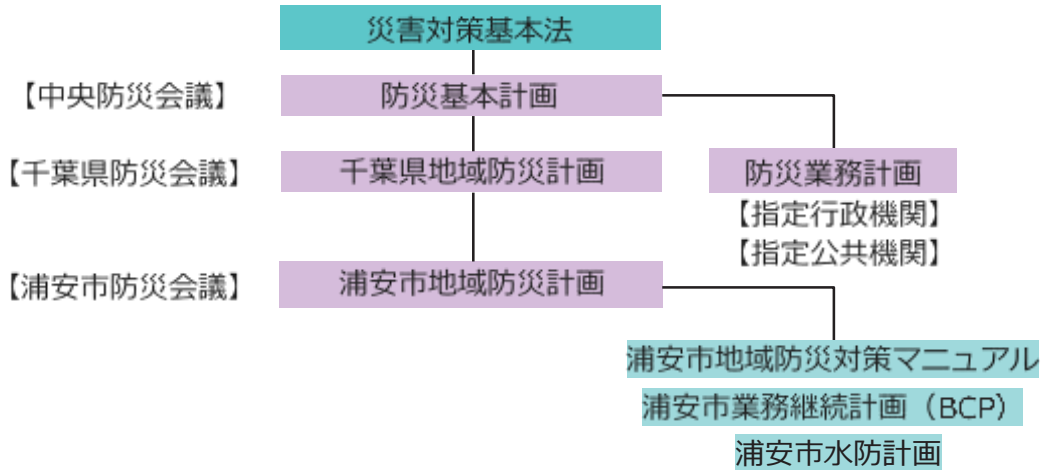 災害対策基本法
【中央防災会議】
防災基本計画
【千葉県防災会議】
千葉県地域防災計画
防災業務計画
【指定行政機関】
【指定公共機関】
【浦安市防災会議】
浦安市地域防災計画
浦安市地域防災対策マニュアル
浦安市業務継続計画（BCP）
浦安市水防計画